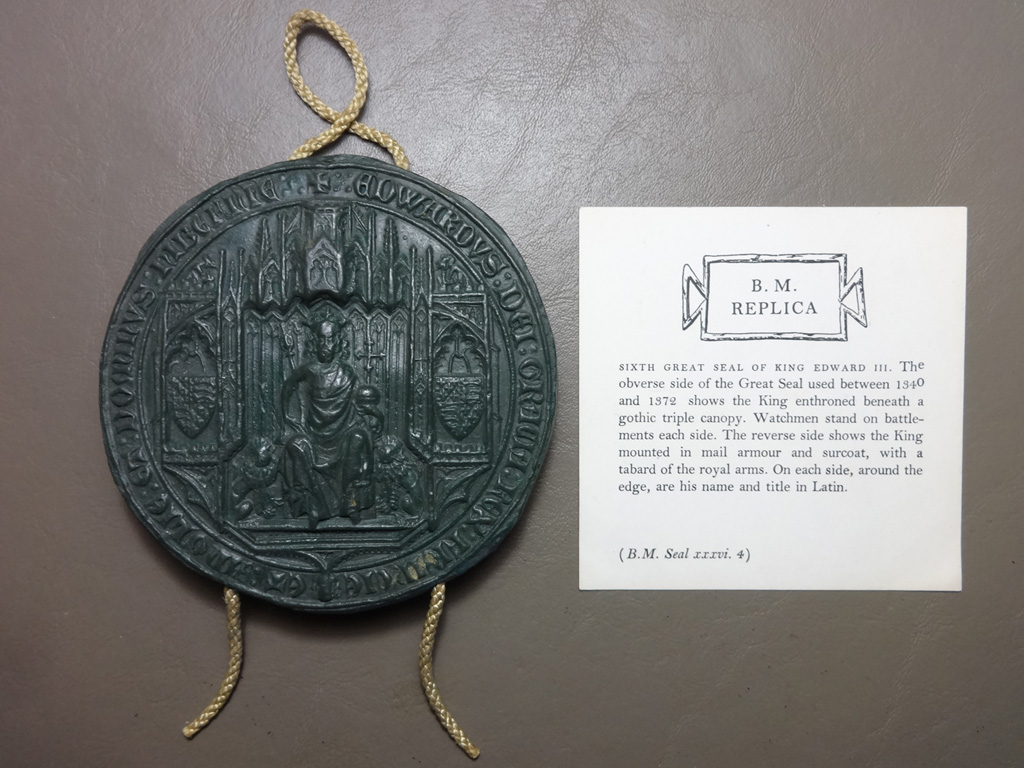 EDWARDVS : DEI : GRACIA
B. M.
REPLICA
SIXTH GREAT SEAL OF KING EDWARD III. The
obverse side of the Great Seal used between 1340
and 1372 shows the King enthroned beneath a
gothic triple canopy. Watchmen stand on battle-
ments each side. The reverse side shows the King
mounted in mail armour and surcoat, with a
tabard of the royal arms. On each side, around the
edge, are his name and title in Latin.
(B.M. Seal xxxvi. 4)